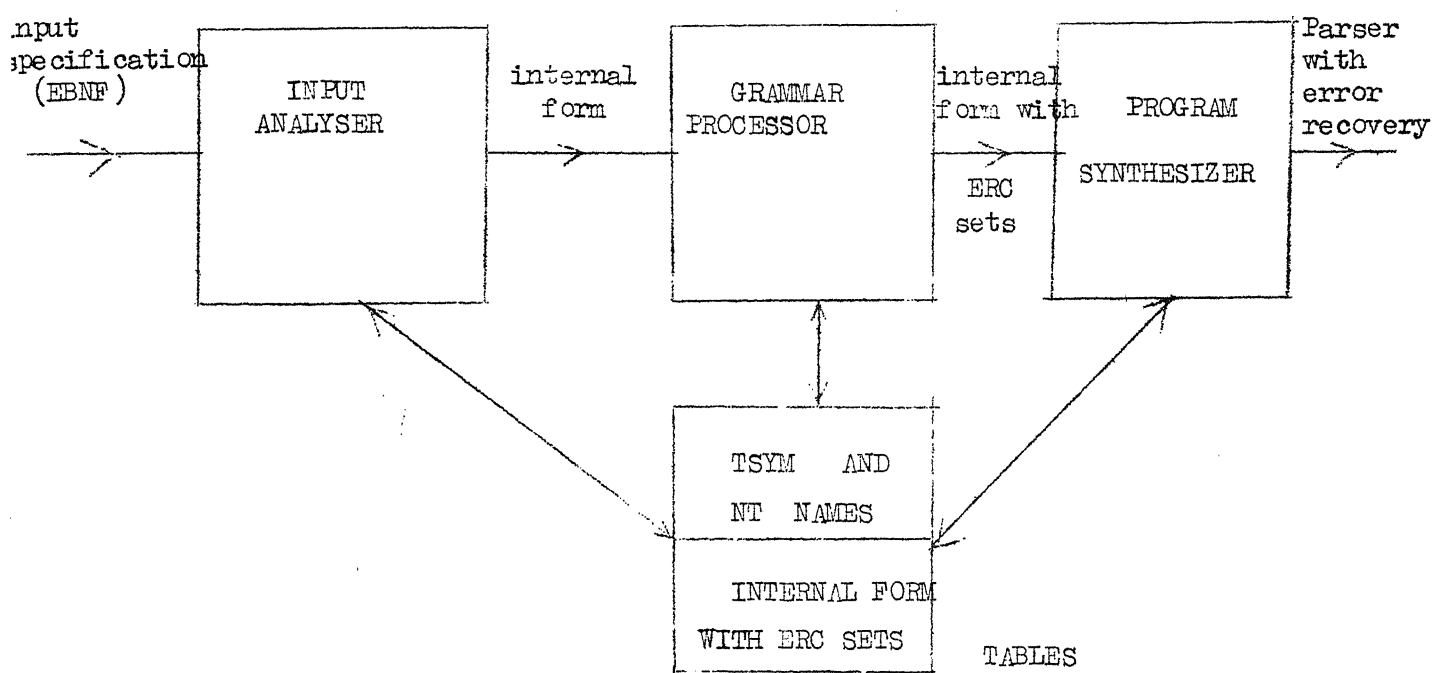 nput
specification
(EBNF)
INPUT
ANALYSER
internal
form
GRAMMAR
PROCESSOR
internal
form with
ERC
sets
PROGRAM
SYNTHESIZER
Parser
with
error
recovery
TSYM AND
NT NAMES
INTERNAL FORM
WITH ERC SETS
TABLES